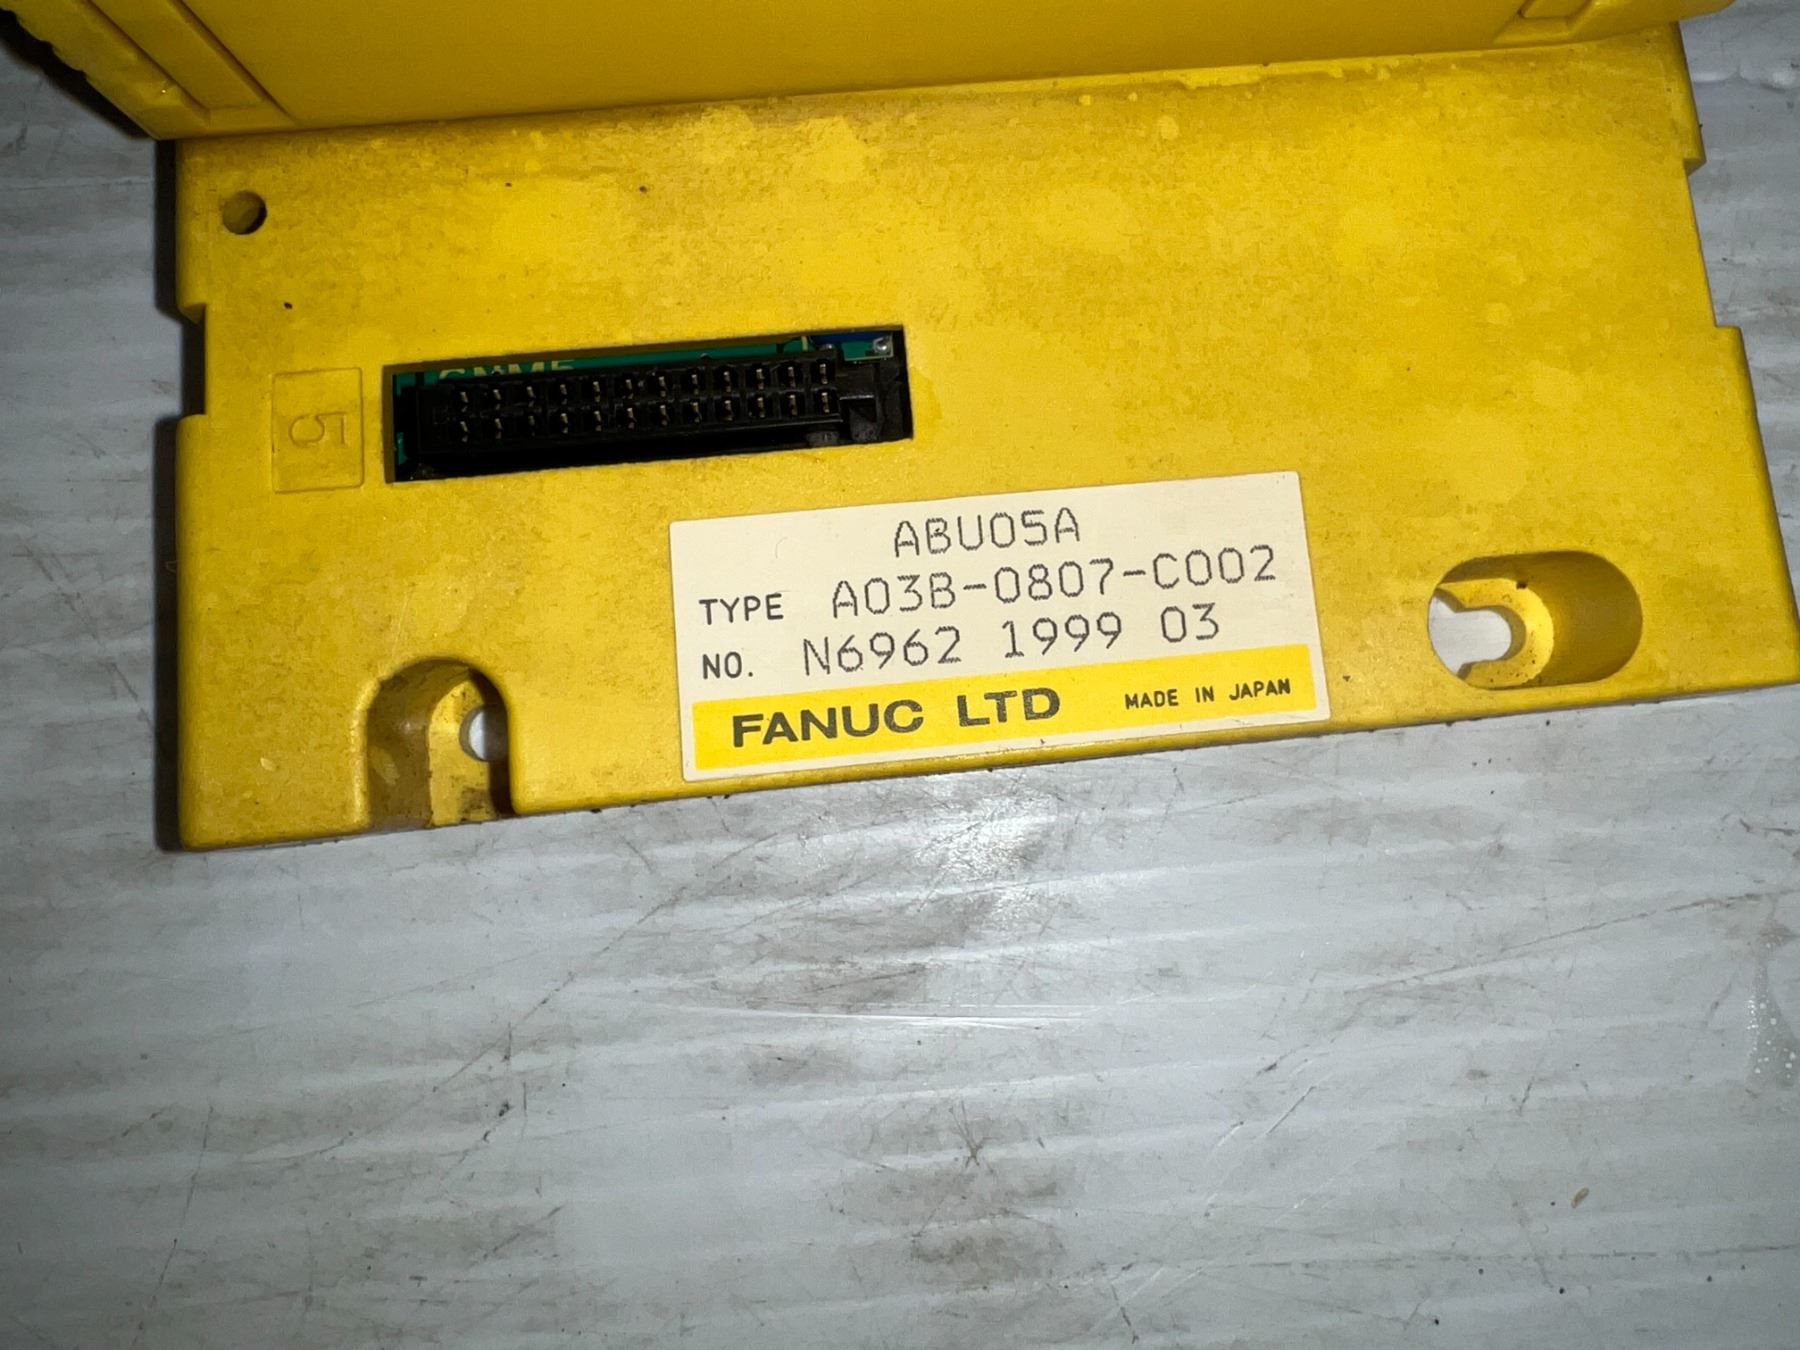 5
ABU05A
TYPE A03B-0807-C002
NO. N6962 1999 03
FANUC LTD MADE IN JAPAN